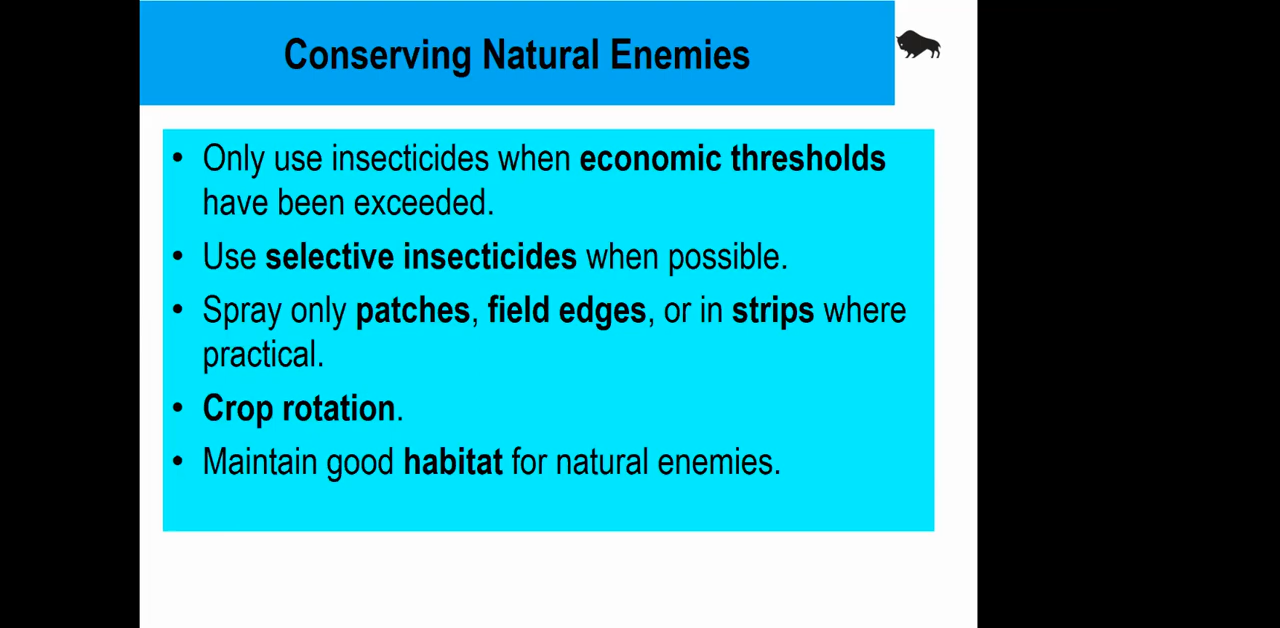 Conserving Natural Enemies
• Only use insecticides when economic thresholds
have been exceeded.
• Use selective insecticides when possible.
• Spray only patches, field edges, or in strips where
practical.
• Crop rotation.
• Maintain good habitat for natural enemies.